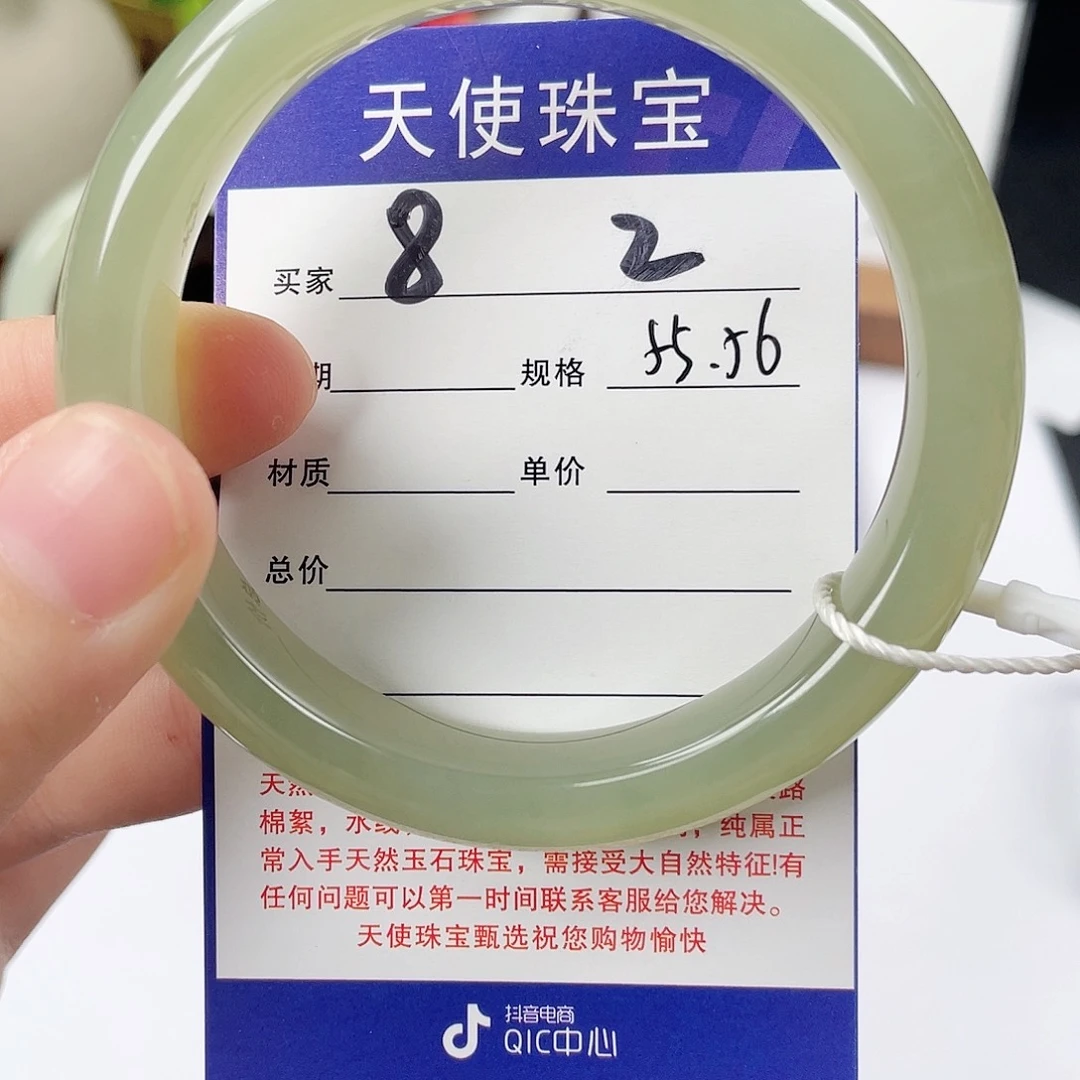 天使珠宝
买家 8 2
期 规格 55.56
材质 单价
总价
天然 路
棉絮，水线 ，纯属正
常入手天然玉石珠宝，需接受大自然特征!有
任何问题可以第一时间联系客服给您解决。
天使珠宝甄选祝您购物愉快
抖音电商
QIC中心